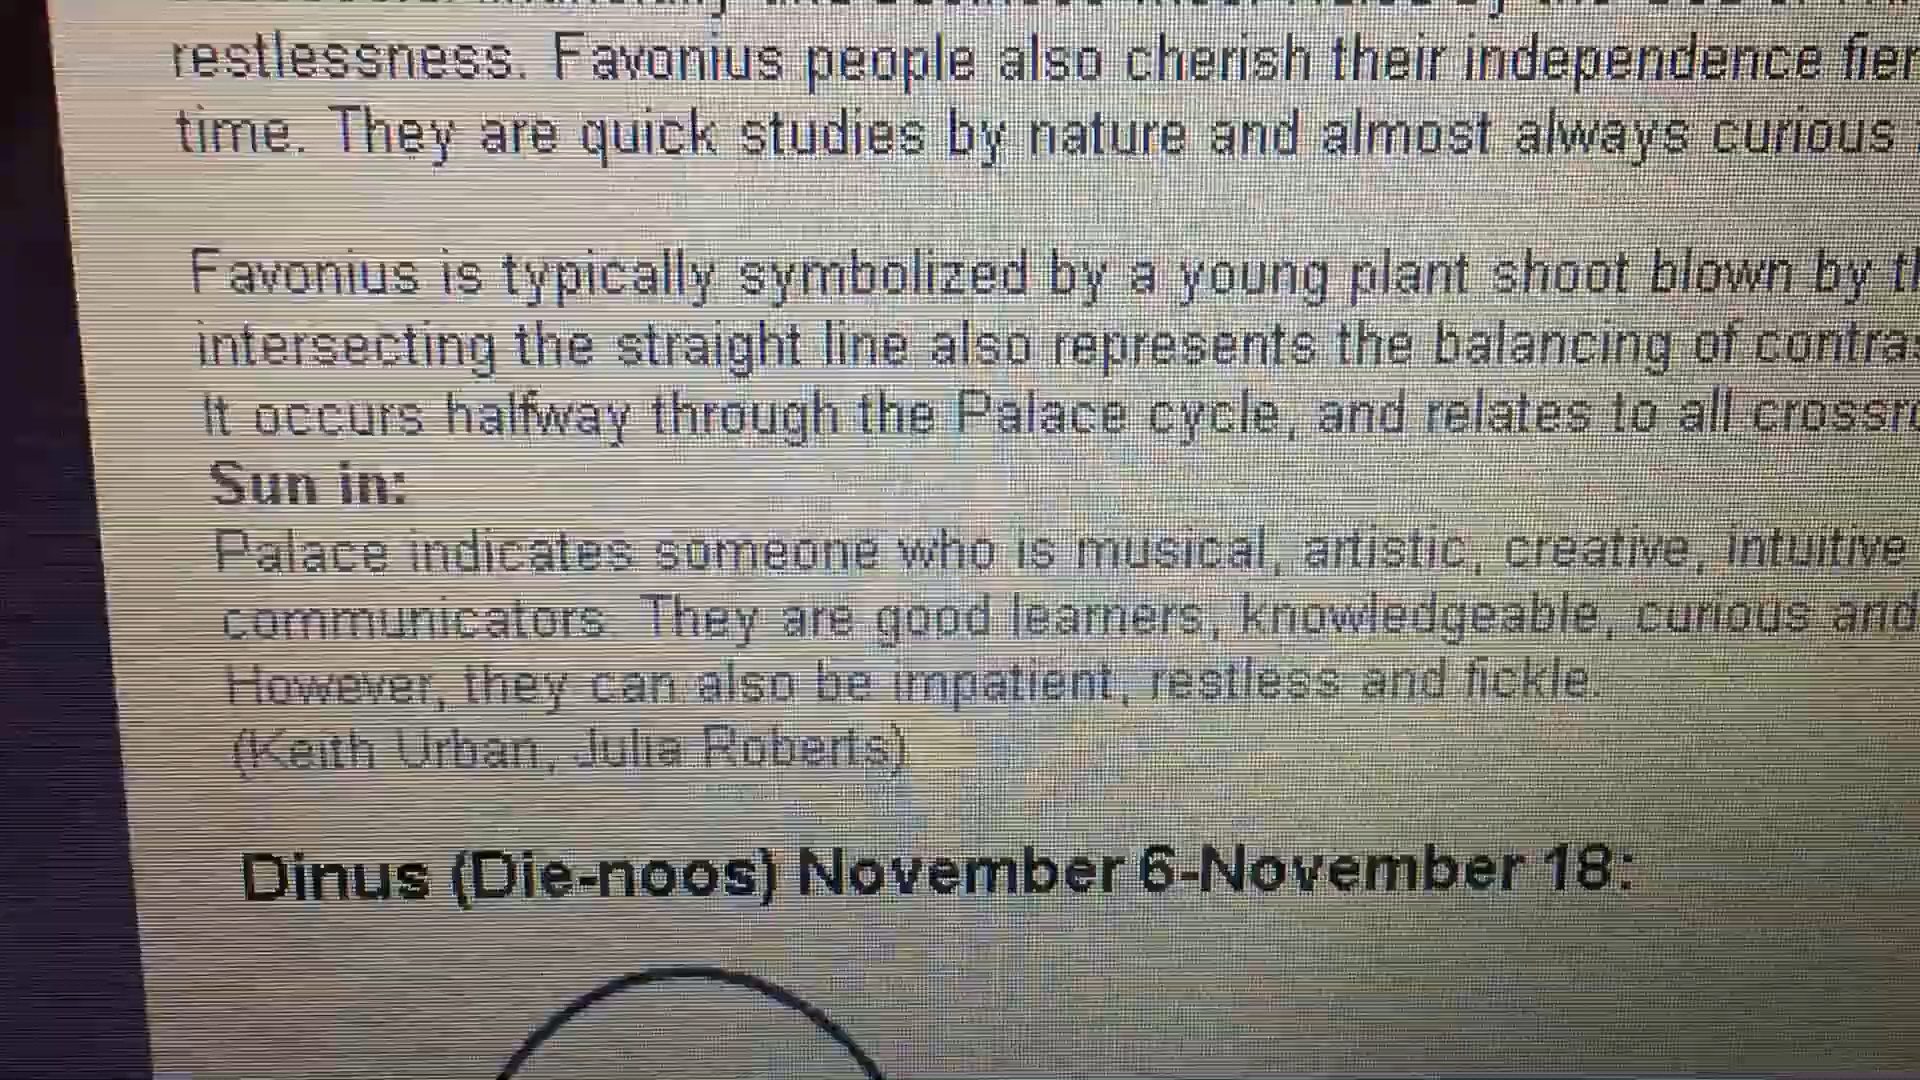 restlessness. Favonius people also cherish their independence
time. They are quick studies by nature and almost always curious
Favonius is typically symbolized by a young plant shoot blown by
intersecting the straight line also represents the balancing of
It occurs halfway through the Palace cycle, and relates to all
Sun in:
Palace indicates someone who is musical, artistic, creative, intuitive
communicators. They are good learners, knowledgeable, curious and
However, they can also be impatient, restless and fickle.
(Keith Urban, Julia Roberts)
Dinus (Die-noos) November 6-November 18: